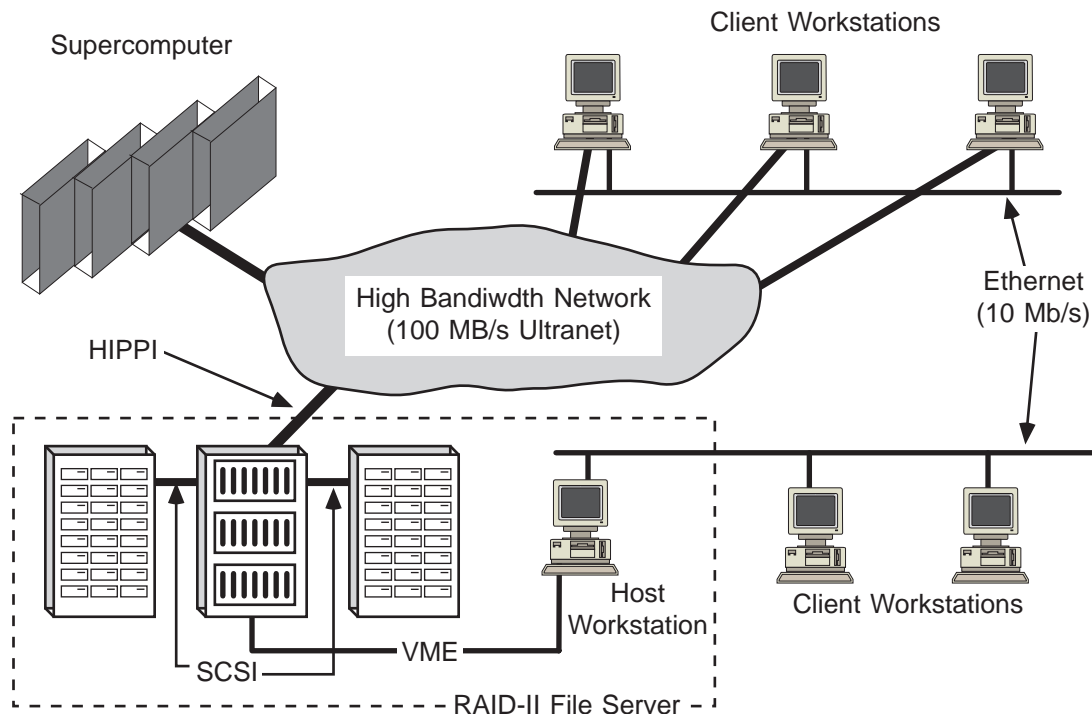 Client Workstations
Supercomputer
High Bandiwdth Network
(100 MB/s Ultranet)
Ethernet
(10 Mb/s)
HIPPI
Host
Workstation
Client Workstations
VME
SCSI
RAID-II File Server